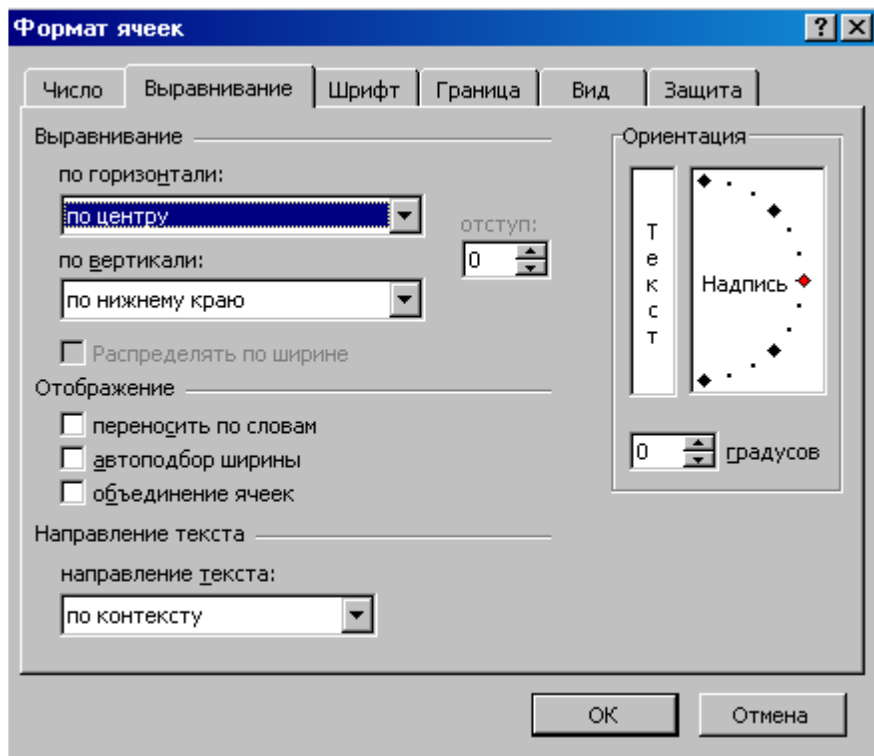 Формат ячеек
Число Выравнивание Шрифт Граница Вид Защита
Выравнивание
по горизонтали:
по центру
отступ:
0
по вертикали:
по нижнему краю
Распределять по ширине
Отображение
переносить по словам
автоподбор ширины
объединение ячеек
Направление текста
направление текста:
по контексту
Ориентация
Текст
Надпись
0 градусов
ОК Отмена